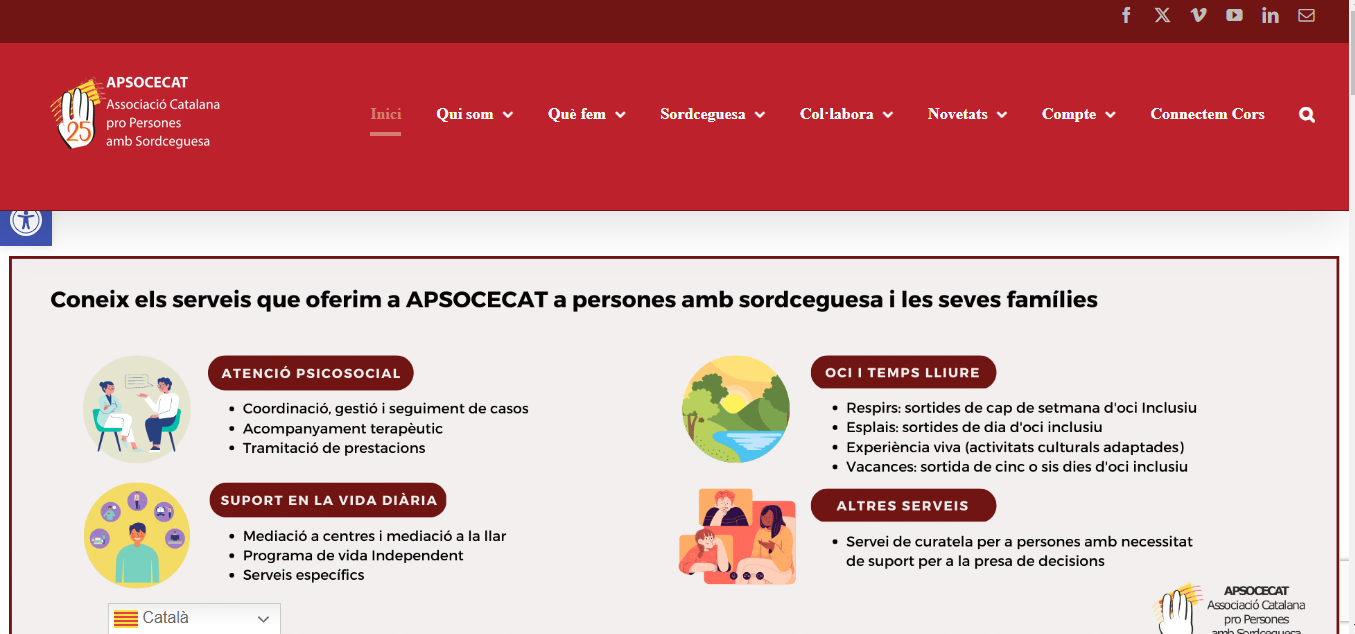 APSOCECAT
Associació Catalana
pro Persones
amb Sordceguesa
25
Inici
Qui som
Què fem
Sordceguesa
Col·labora
Novetats
Compte
Connectem Cors
Coneix els serveis que oferim a APSOCECAT a persones amb sordceguesa i les seves famílies
ATENCIÓ PSICOSOCIAL
Coordinació, gestió i seguiment de casos
Acompanyament terapèutic
Tramitació de prestacions
SUPORT EN LA VIDA DIÀRIA
Mediació a centres i mediació a la llar
Programa de vida Independent
Serveis específics
OCI I TEMPS LLIURE
Respirs: sortides de cap de setmana d'oci Inclusiu
Esplais: sortides de dia d'oci inclusiu
Experiència viva (activitats culturals adaptades)
Vacances: sortida de cinc o sis dies d'oci inclusiu
ALTRES SERVEIS
Servei de curatela per a persones amb necessitat
de suport per a la presa de decisions
Català
APSOCECAT
Associació Catalana
pro Persones
amb Sordceguesa